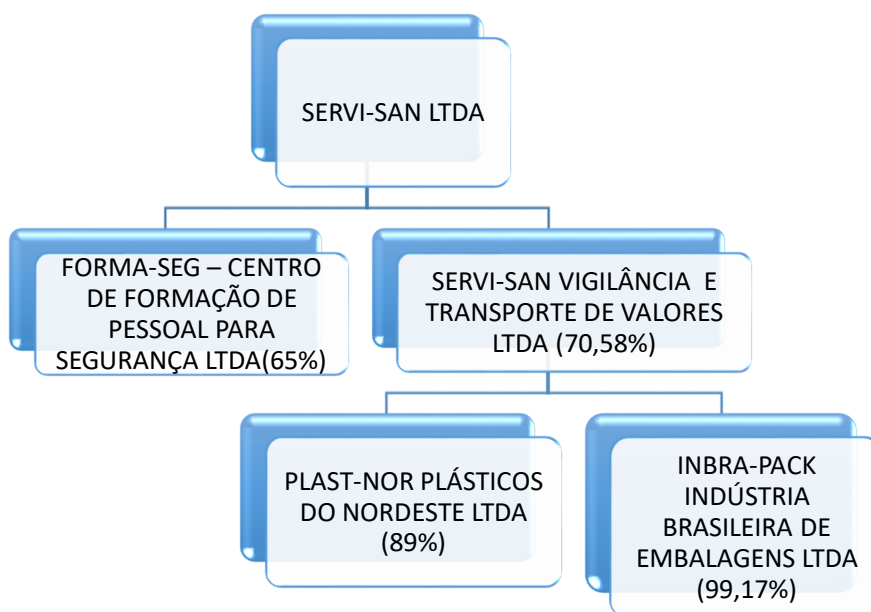 SERVI-SAN LTDA
FORMA-SEG – CENTRO
DE FORMAÇÃO DE
PESSOAL PARA
SEGURANÇA LTDA(65%)
SERVI-SAN VIGILÂNCIA E
TRANSPORTE DE VALORES
LTDA (70,58%)
PLAST-NOR PLÁSTICOS
DO NORDESTE LTDA
(89%)
INBRA-PACK
INDÚSTRIA
BRASILEIRA DE
EMBALAGENS LTDA
(99,17%)